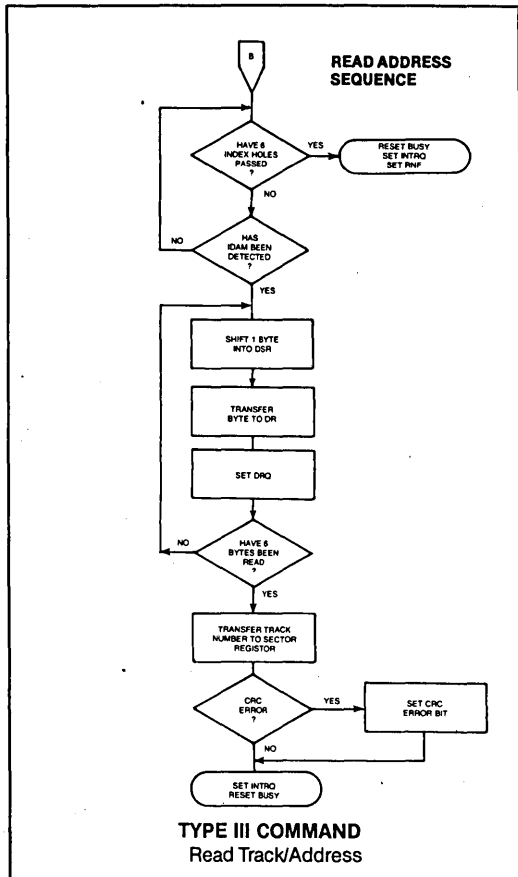 B
READ ADDRESS
SEQUENCE
HAVE 6
INDEX HOLES
PASSED
?
YES
RESET BUSY
SET INTRQ
SET RNF
NO
HAS
IDAM BEEN
DETECTED
?
NO
YES
SHIFT 1 BYTE
INTO DSR
TRANSFER
BYTE TO DR
SET DRQ
HAVE 6
BYTES BEEN
READ
?
NO
YES
TRANSFER TRACK
NUMBER TO SECTOR
REGISTOR
CRC
ERROR
?
YES
SET CRC
ERROR BIT
NO
SET INTRQ
RESET BUSY
TYPE III COMMAND
Read Track/Address